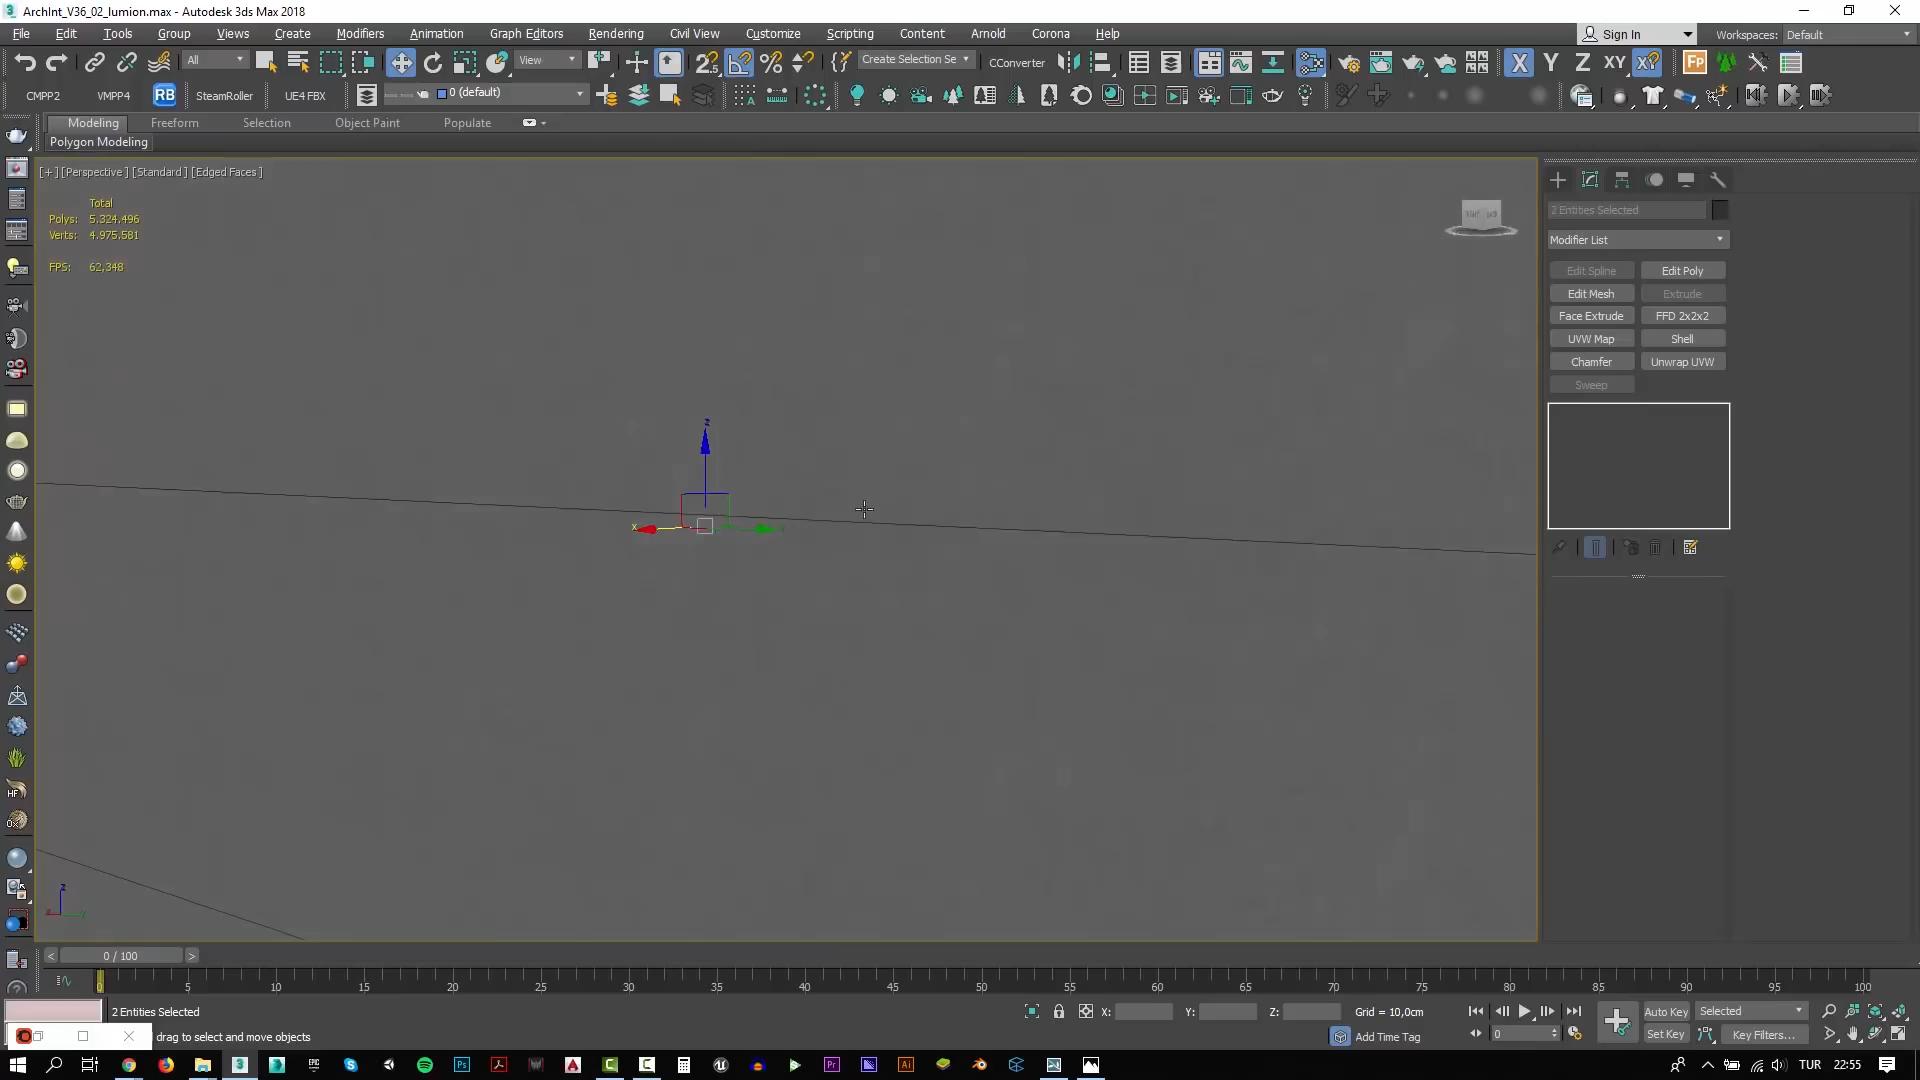 ArchInt_V36_02_lumion.max - Autodesk 3ds Max 2018
File Edit Tools Group Views Create Modifiers Animation Graph Editors Rendering Civil View Customize Scripting Content Arnold Corona Help
Sign In Workspaces: Default
All View Create Selection Se CConverter X Y Z XY Fp
CMPP2 VMPP4 RB SteamRoller UE4 FBX 0 (default)
Modeling Freeform Selection Object Paint Populate
Polygon Modeling
[+] [Perspective ] [Standard ] [Edged Faces ]
Total
Polys: 5.324.496
Verts: 4.975.581
FPS: 62,348
2 Entities Selected
Modifier List
Edit Spline Edit Poly
Edit Mesh Extrude
Face Extrude FFD 2x2x2
UVW Map Shell
Chamfer Unwrap UVW
Sweep
z
x
HF
z
0 / 100
0 5 10 15 20 25 30 35 40 45 50 55 60 65 70 75 80 85 90 95 100
2 Entities Selected X: Y: Z: Grid = 10,0cm Auto Key Selected
drag to select and move objects Add Time Tag 0 Set Key Key Filters...
EPIC Ps Pr Ai TUR 22:55